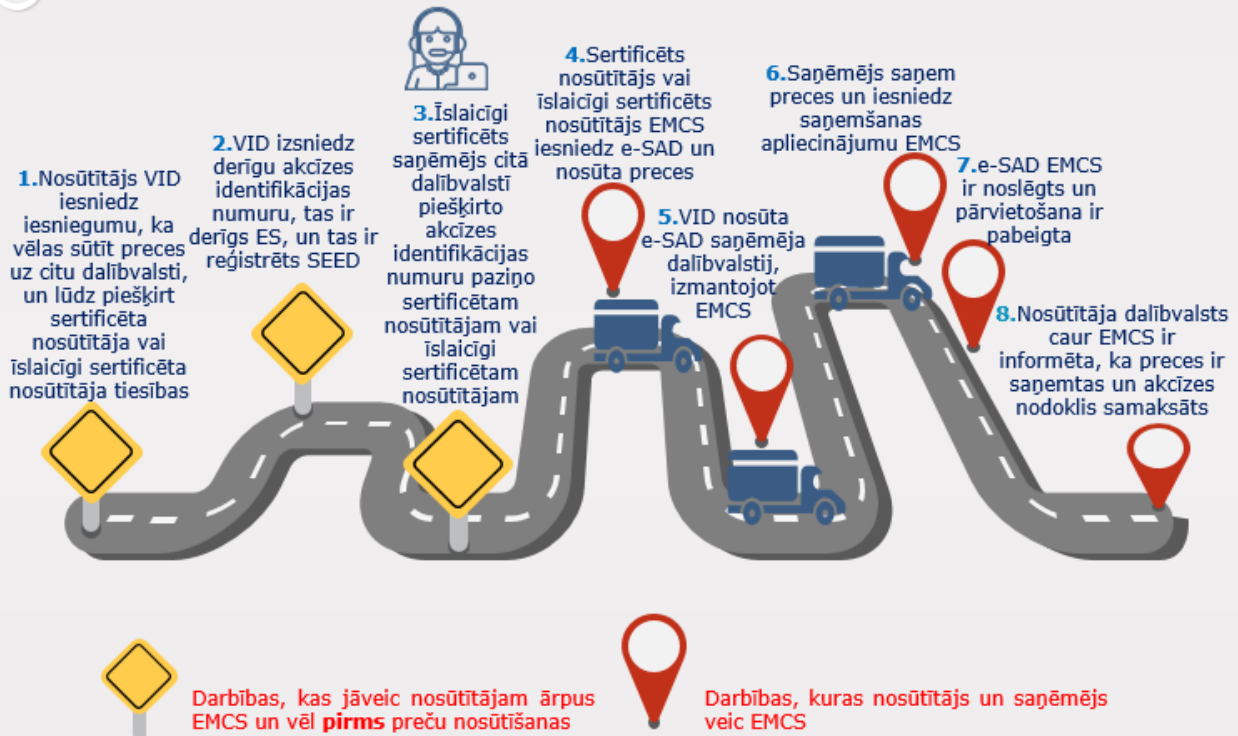 1.Nosūtītājs VID
iesniedz
iesniegumu, ka
vēlas sūtīt preces
uz citu dalībvalsti,
un lūdz piešķirt
sertificēta
nosūtītāja vai
īslaicīgi sertificēta
nosūtītāja tiesības
2.VID izsniedz
derīgu akcīzes
identifikācijas
numuru, tas ir
derīgs ES, un tas ir
reģistrēts SEED
3.Īslaicīgi
sertificēts
saņēmējs citā
dalībvalstī
piešķirto
akcīzes
identifikācijas
numuru paziņo
sertificētam
nosūtītājam vai
īslaicīgi
sertificētam
nosūtītājam
4.Sertificēts
nosūtītājs vai
īslaicīgi sertificēts
nosūtītājs EMCS
iesniedz e-SAD un
nosūta preces
5.VID nosūta
e-SAD saņēmēja
dalībvalstij,
izmantojot
EMCS
6.Saņēmējs saņem
preces un iesniedz
saņemšanas
apliecinājumu EMCS
7.e-SAD EMCS
ir noslēgts un
pārvietošana ir
pabeigta
8.Nosūtītāja dalībvalsts
caur EMCS ir
informēta, ka preces ir
saņemtas un akcīzes
nodoklis samaksāts
Darbības, kas jāveic nosūtītājam ārpus
EMCS un vēl pirms preču nosūtīšanas
Darbības, kuras nosūtītājs un saņēmējs
veic EMCS